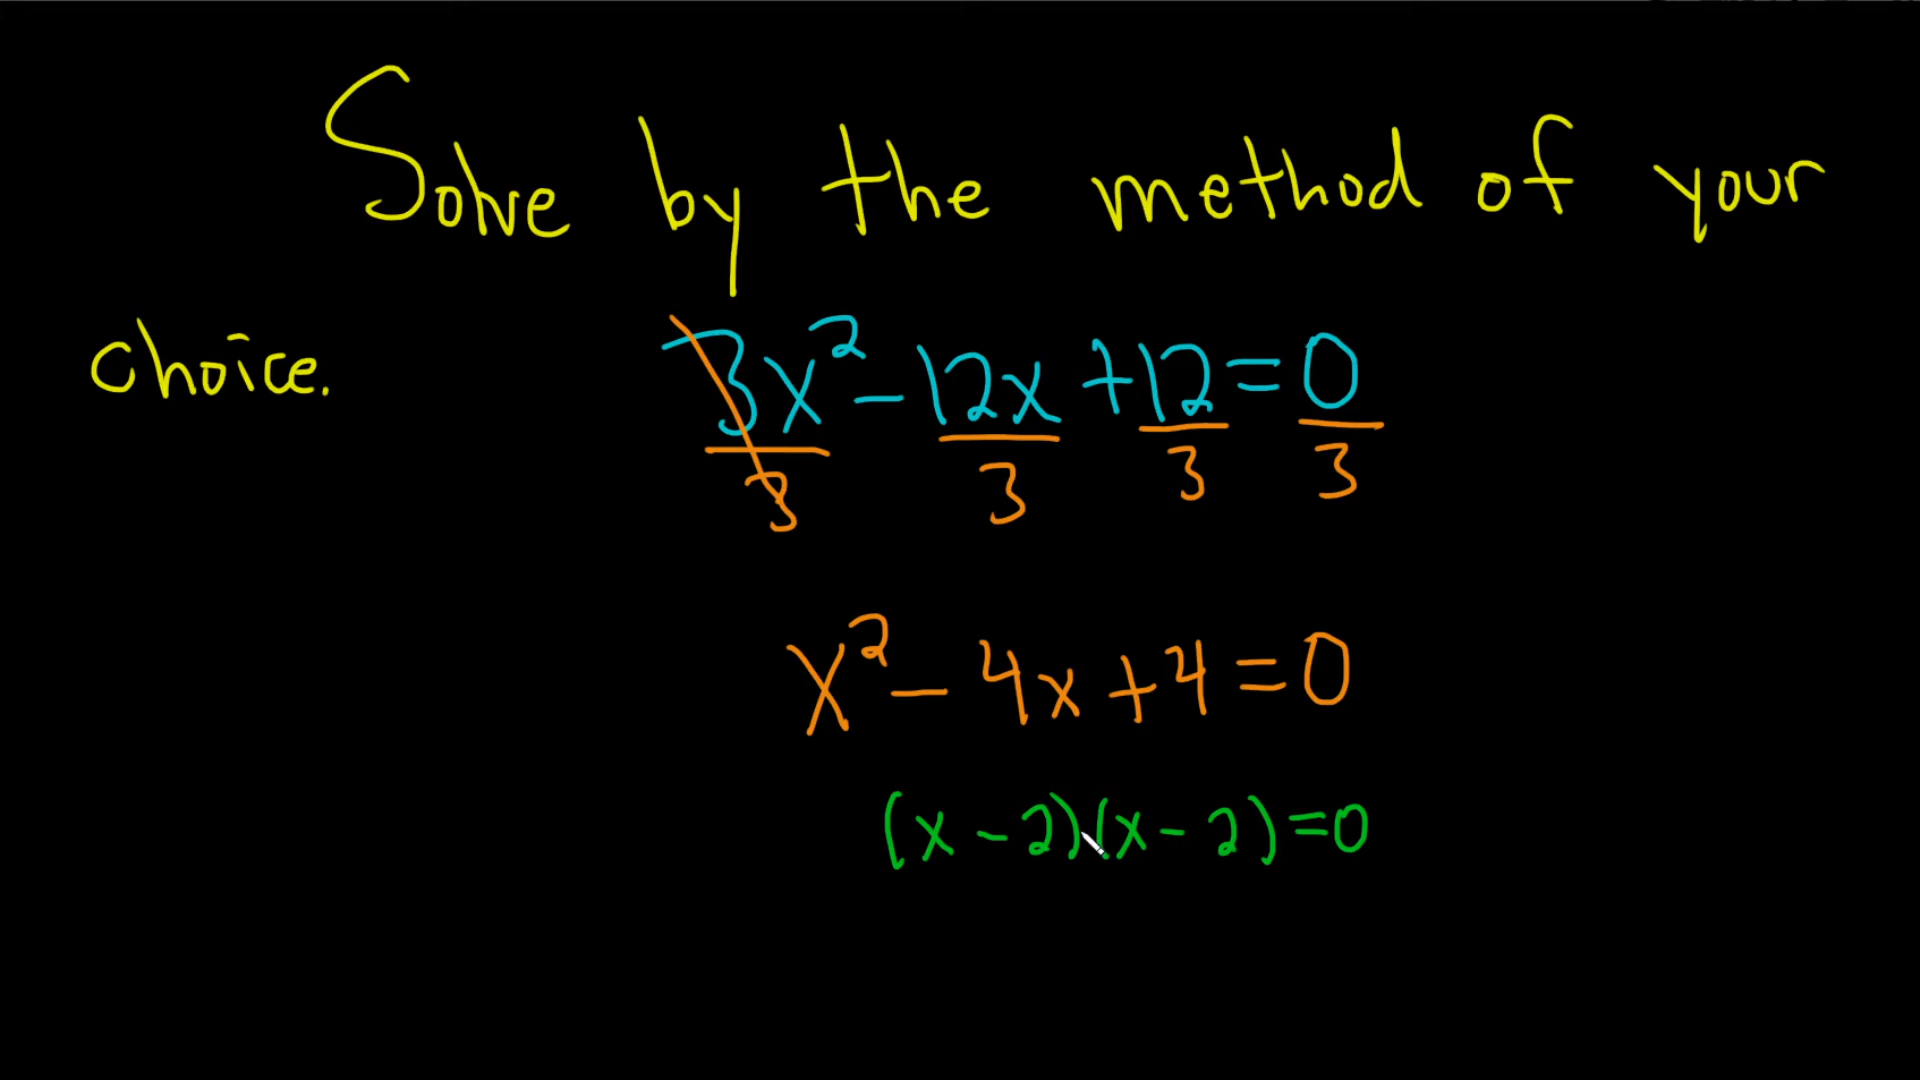 Solve by the method of your
choice.
3x² - 12x + 12 = 0
3 3 3 3
x² - 4x + 4 = 0
(x - 2)(x - 2) = 0